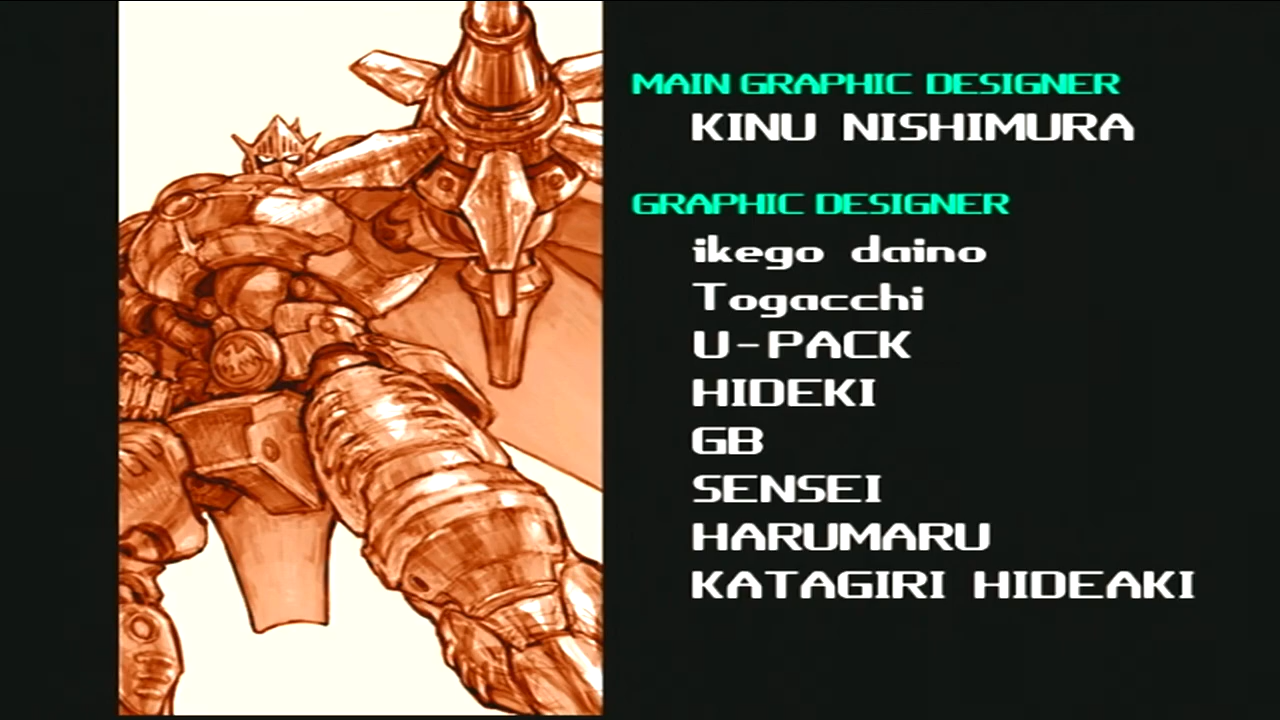 MAIN GRAPHIC DESIGNER
KINU NISHIMURA
GRAPHIC DESIGNER
ikego daino
Togacchi
U-PACK
HIDEKI
GB
SENSEI
HARUMARU
KATAGIRI HIDEAKI